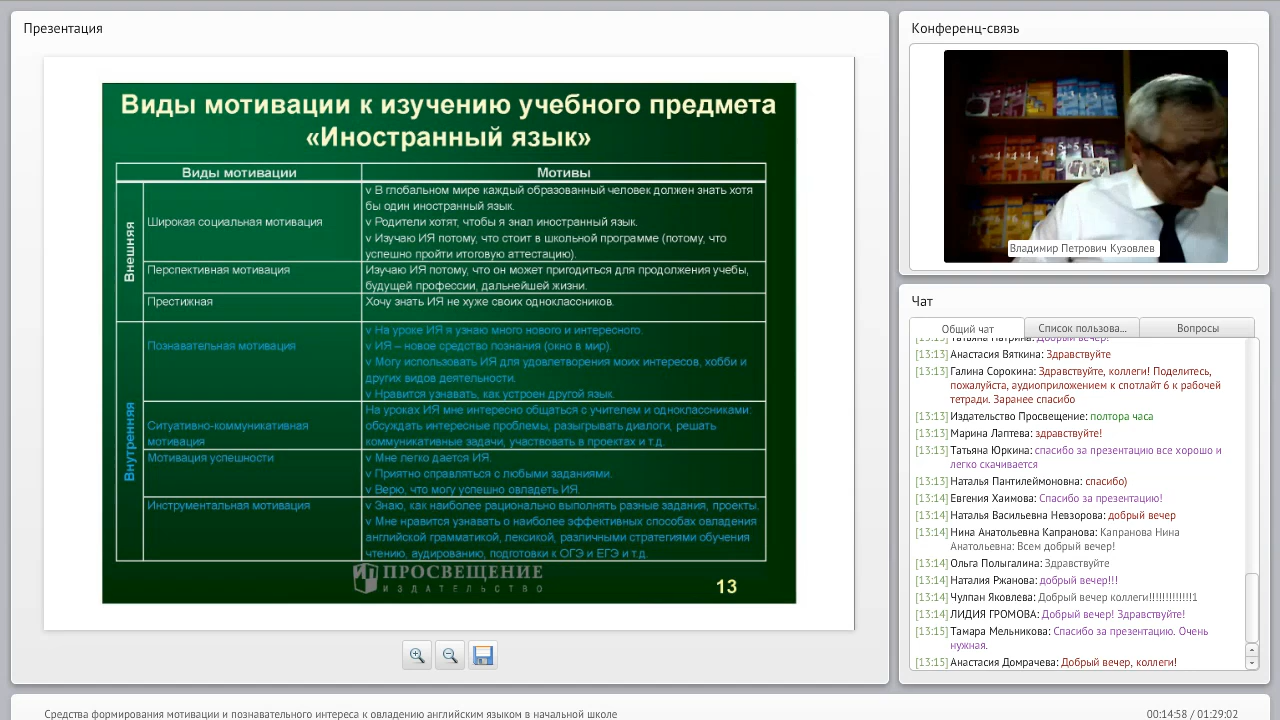 Презентация
Виды мотивации к изучению учебного предмета
«Иностранный язык»
Виды мотивации
Мотивы
Внешняя
Широкая социальная мотивация
v В глобальном мире каждый образованный человек должен знать хотя
бы один иностранный язык.
v Родители хотят, чтобы я знал иностранный язык.
v Изучаю ИЯ потому, что стоит в школьной программе (потому, что
успешно пройти итоговую аттестацию).
Перспективная мотивация
Изучаю ИЯ потому, что он может пригодиться для продолжения учебы,
будущей профессии, дальнейшей жизни.
Престижная
Хочу знать ИЯ не хуже своих одноклассников.
Внутренняя
Познавательная мотивация
v На уроке ИЯ я узнаю много нового и интересного.
v ИЯ – новое средство познания (окно в мир).
v Могу использовать ИЯ для удовлетворения моих интересов, хобби и
других видов деятельности.
v Нравится узнавать, как устроен другой язык.
Ситуативно-коммуникативная
мотивация
На уроках ИЯ мне интересно общаться с учителем и одноклассниками:
обсуждать интересные проблемы, разыгрывать диалоги, решать
коммуникативные задачи, участвовать в проектах и т.д.
Мотивация успешности
v Мне легко дается ИЯ.
v Приятно справляться с любыми заданиями.
v Верю, что могу успешно овладеть ИЯ.
Инструментальная мотивация
v Знаю, как наиболее рационально выполнять разные задания, проекты.
v Мне нравится узнавать о наиболее эффективных способах овладения
английской грамматикой, лексикой, различными стратегиями обучения
чтению, аудированию, подготовки к ОГЭ и ЕГЭ и т.д.
ПРОСВЕЩЕНИЕ
ИЗДАТЕЛЬСТВО
13
Конференц-связь
Владимир Петрович Кузовлев
Чат
Общий чат
Список пользова...
Вопросы
[13:13] Татьяна Патрина: Добрый вечер!
[13:13] Анастасия Вяткина: Здравствуйте
[13:13] Галина Сорокина: Здравствуйте, коллеги! Поделитесь,
пожалуйста, аудиоприложением к спотлайт 6 к рабочей
тетради. Заранее спасибо
[13:13] Издательство Просвещение: полтора часа
[13:13] Марина Лаптева: здравствуйте!
[13:13] Татьяна Юркина: спасибо за презентацию все хорошо и
легко скачивается
[13:13] Наталья Пантилеймоновна: спасибо)
[13:14] Евгения Хаимова: Спасибо за презентацию!
[13:14] Наталья Васильевна Невзорова: добрый вечер
[13:14] Нина Анатольевна Капранова: Капранова Нина
Анатольевна: Всем добрый вечер!
[13:14] Ольга Полыгалина: Здравствуйте
[13:14] Наталия Ржанова: добрый вечер!!!
[13:14] Чулпан Яковлева: Добрый вечер коллеги!!!!!!!!!!!!!1
[13:14] ЛИДИЯ ГРОМОВА: Добрый вечер! Здравствуйте!
[13:15] Тамара Мельникова: Спасибо за презентацию. Очень
нужная.
[13:15] Анастасия Домрачева: Добрый вечер, коллеги!
Средства формирования мотивации и познавательного интереса к овладению английским языком в начальной школе
00:14:58 / 01:29:02